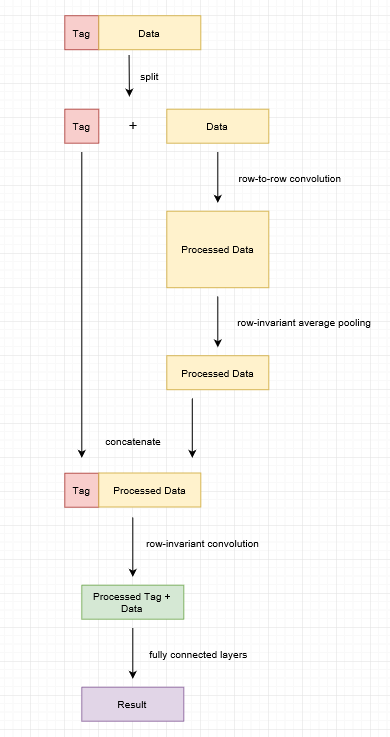 Tag Data
split
Tag + Data
row-to-row convolution
Processed Data
row-invariant average pooling
Processed Data
concatenate
Tag Processed Data
row-invariant convolution
Processed Tag +
Data
fully connected layers
Result